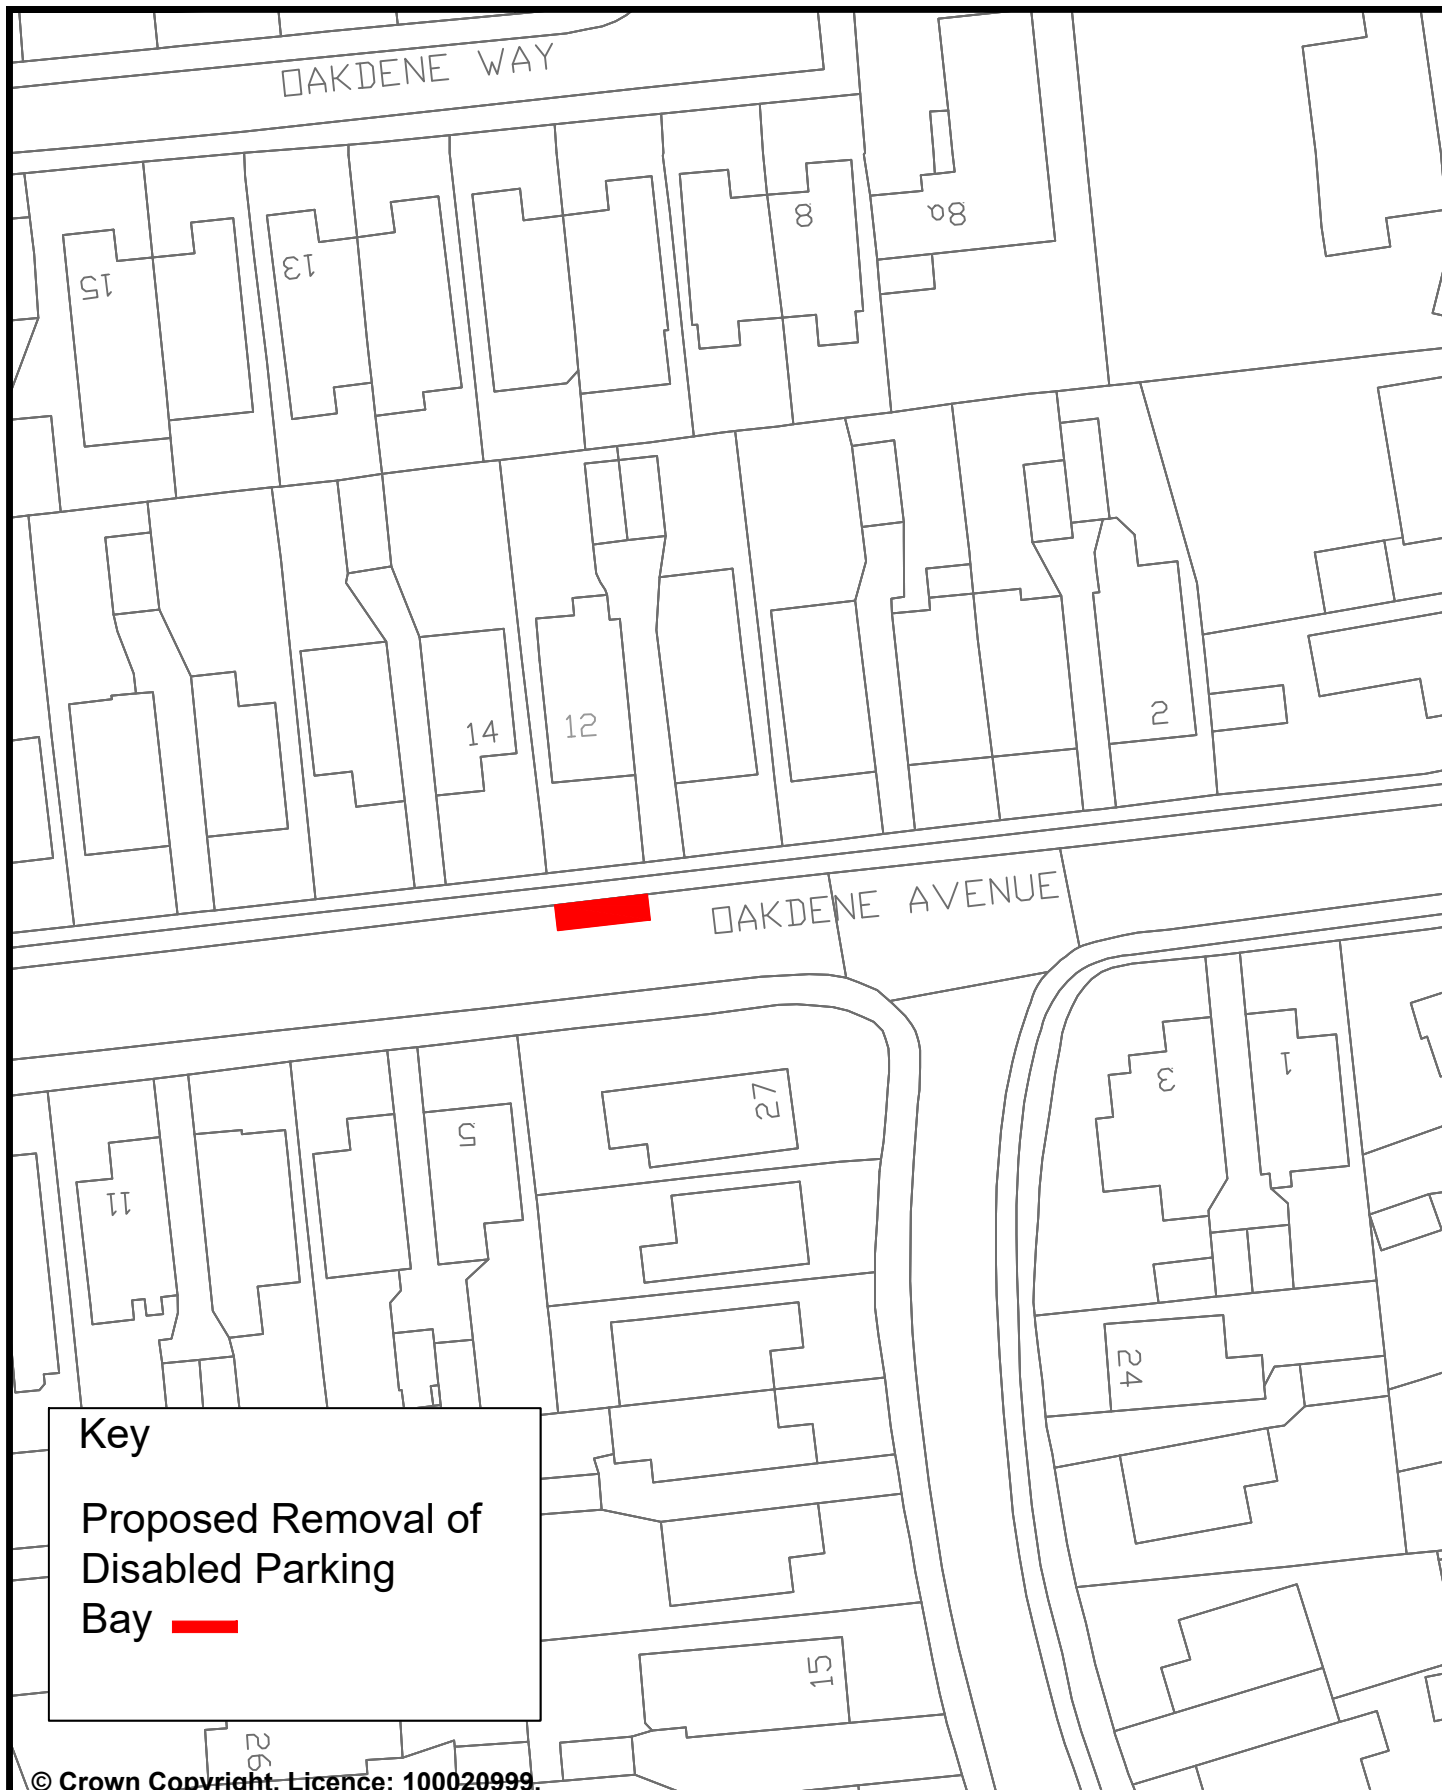 OAKDENE WAY
8
8a
13
15
2
12
14
OAKDENE AVENUE
1
3
27
5
11
24
Key
Proposed Removal of
Disabled Parking
Bay
15
26
© Crown Copyright. Licence: 100020999.